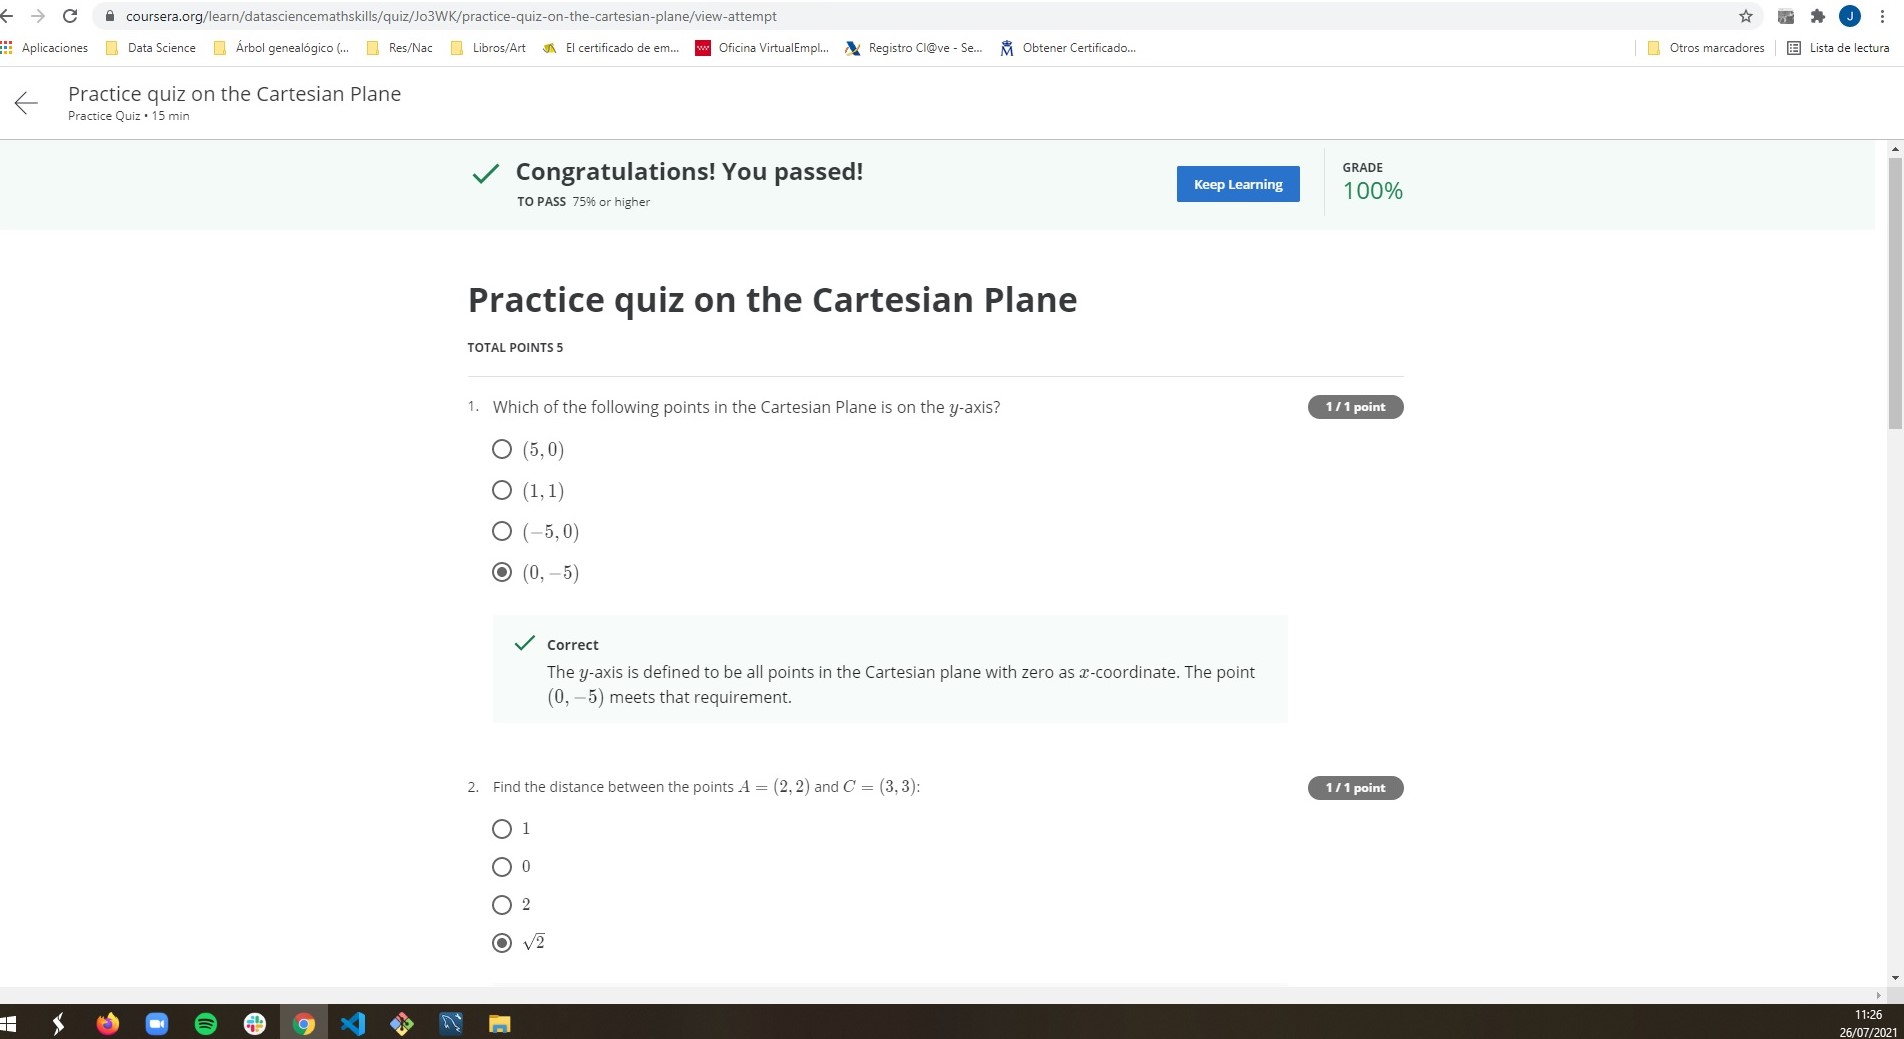 coursera.org/learn/datasciencemathskills/quiz/Jo3WK/practice-quiz-on-the-cartesian-plane/view-attempt
J
Aplicaciones Data Science Árbol genealógico (... Res/Nac Libros/Art El certificado de em... Oficina VirtualEmpl... Registro Cl@ve - Se... Obtener Certificado... Otros marcadores Lista de lectura
Practice quiz on the Cartesian Plane
Practice Quiz • 15 min
Congratulations! You passed!
TO PASS 75% or higher
Keep Learning
GRADE
100%
Practice quiz on the Cartesian Plane
TOTAL POINTS 5
1. Which of the following points in the Cartesian Plane is on the y-axis?
1 / 1 point
(5, 0)
(1, 1)
(−5, 0)
(0, −5)
Correct
The y-axis is defined to be all points in the Cartesian plane with zero as x-coordinate. The point
(0, −5) meets that requirement.
2. Find the distance between the points A = (2, 2) and C = (3, 3):
1 / 1 point
1
0
2
√2
11:26
26/07/2021